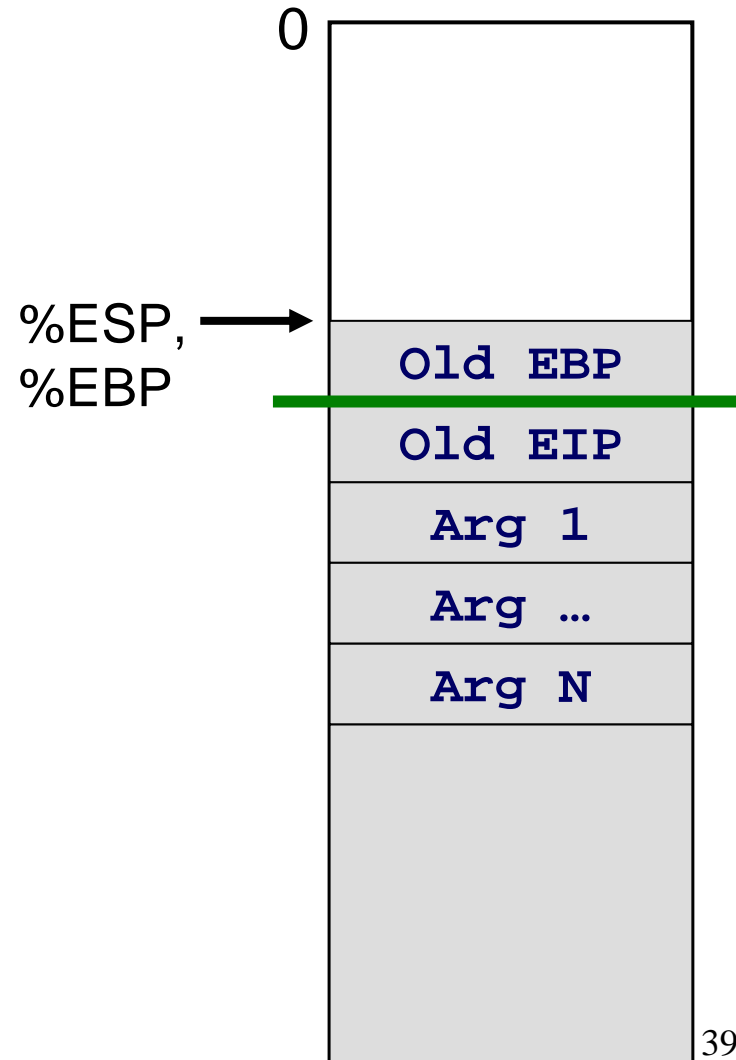 0
%ESP,
%EBP
Old EBP
Old EIP
Arg 1
Arg …
Arg N
39